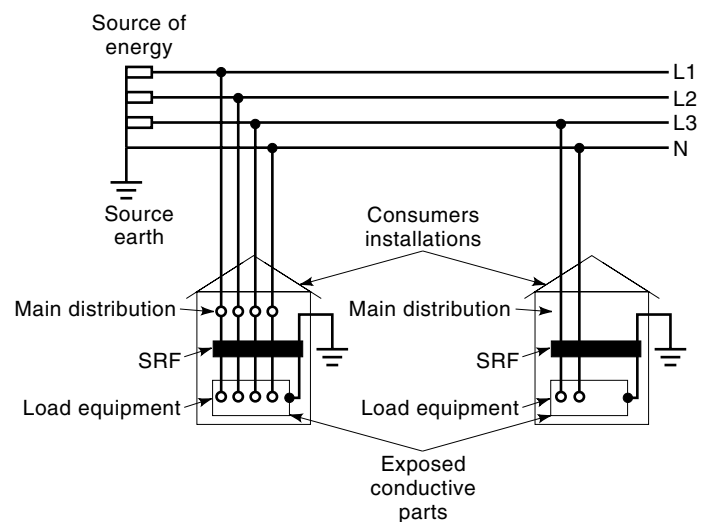 Source of
energy
L1
L2
L3
N
Source
earth
Consumers
installations
Main distribution
Main distribution
SRF
SRF
Load equipment
Load equipment
Exposed
conductive
parts